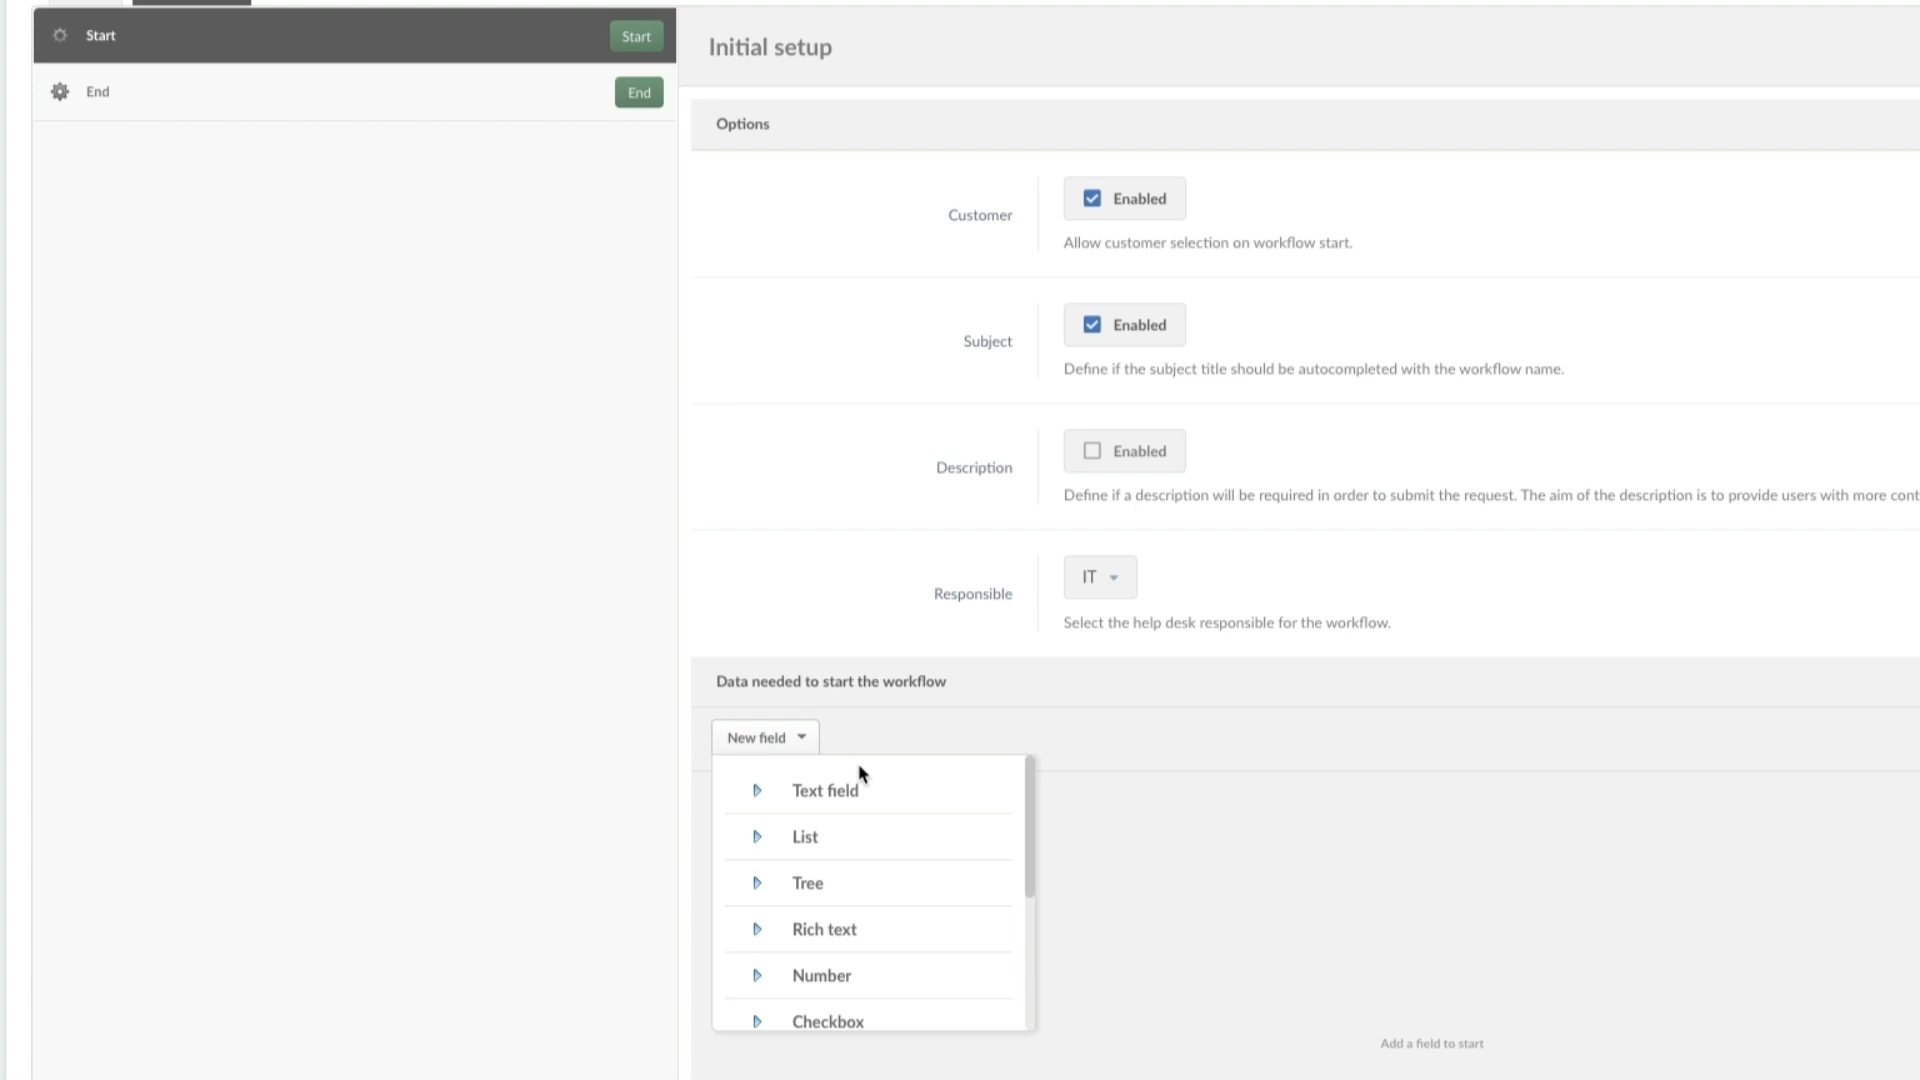 Start
Start
End
End
Initial setup
Options
Customer
Enabled
Allow customer selection on workflow start.
Subject
Enabled
Define if the subject title should be autocompleted with the workflow name.
Description
Enabled
Define if a description will be required in order to submit the request. The aim of the description is to provide users with more cont
Responsible
IT
Select the help desk responsible for the workflow.
Data needed to start the workflow
New field
Text field
List
Tree
Rich text
Number
Checkbox
Add a field to start